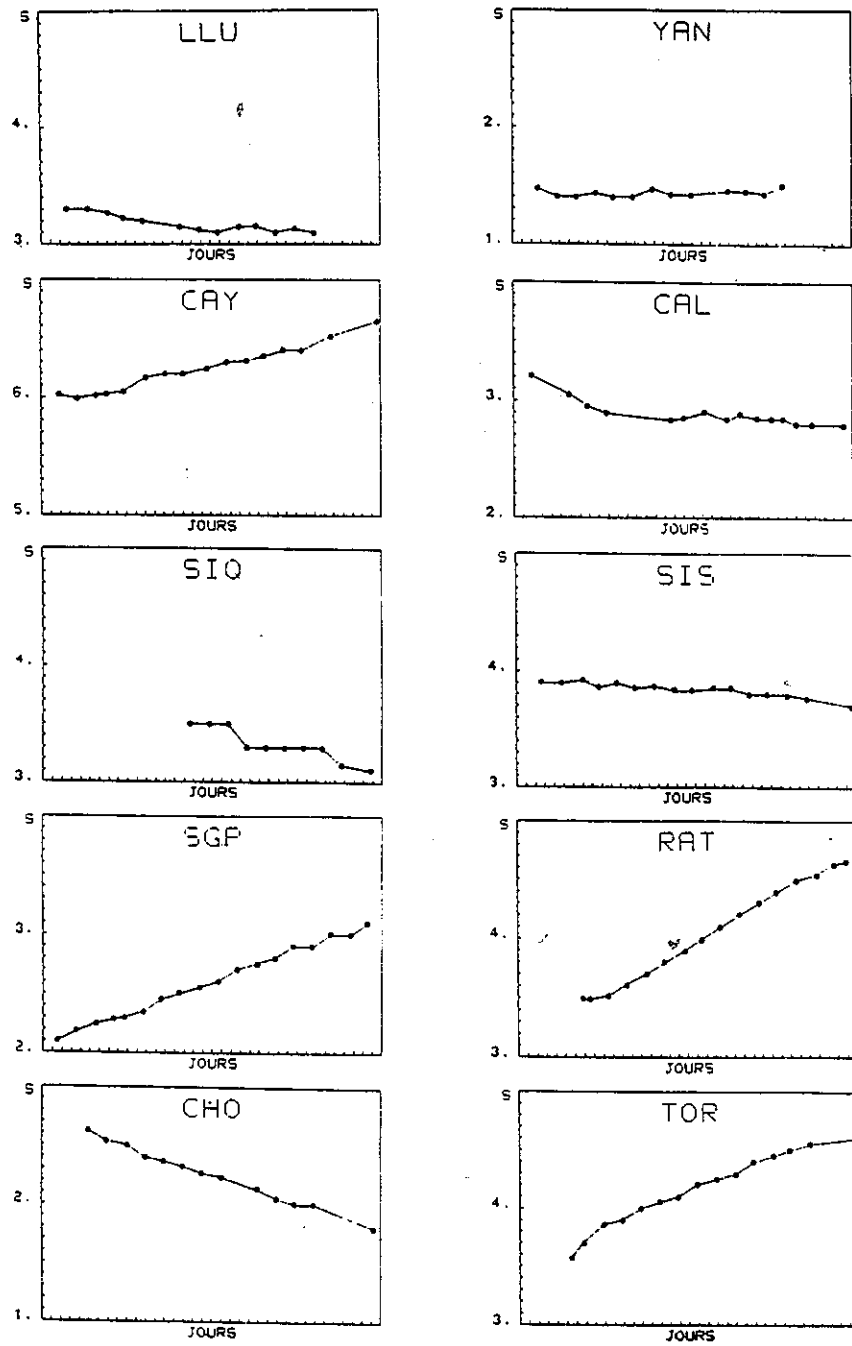 S
LLU
4.
3.
JOURS
S
YAN
2.
1.
JOURS
S
CAY
6.
5.
JOURS
S
CAL
3.
2.
JOURS
S
SIQ
4.
3.
JOURS
S
SIS
4.
3.
JOURS
S
SGP
3.
2.
JOURS
S
RAT
4.
3.
JOURS
S
CHO
2.
1.
JOURS
S
TOR
4.
3.
JOURS